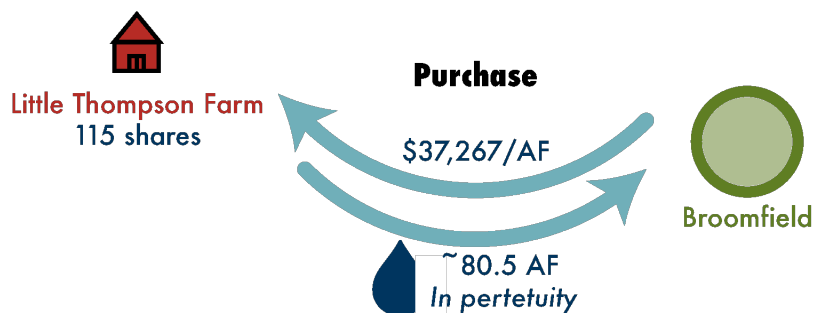 Purchase
Little Thompson Farm
115 shares
$37,267/AF
Broomfield
~80.5 AF
In pertetuity